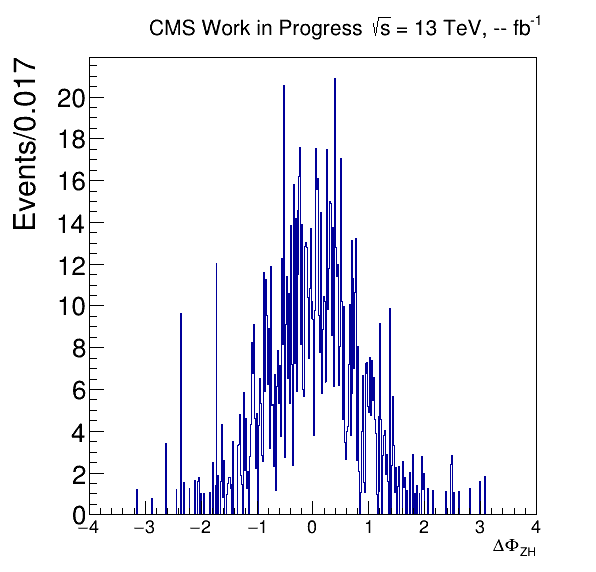 CMS Work in Progress √s = 13 TeV, -- fb⁻¹
Events/0.017
20
18
16
14
12
10
8
6
4
2
0
−4 −3 −2 −1 0 1 2 3 4
ΔΦ_ZH